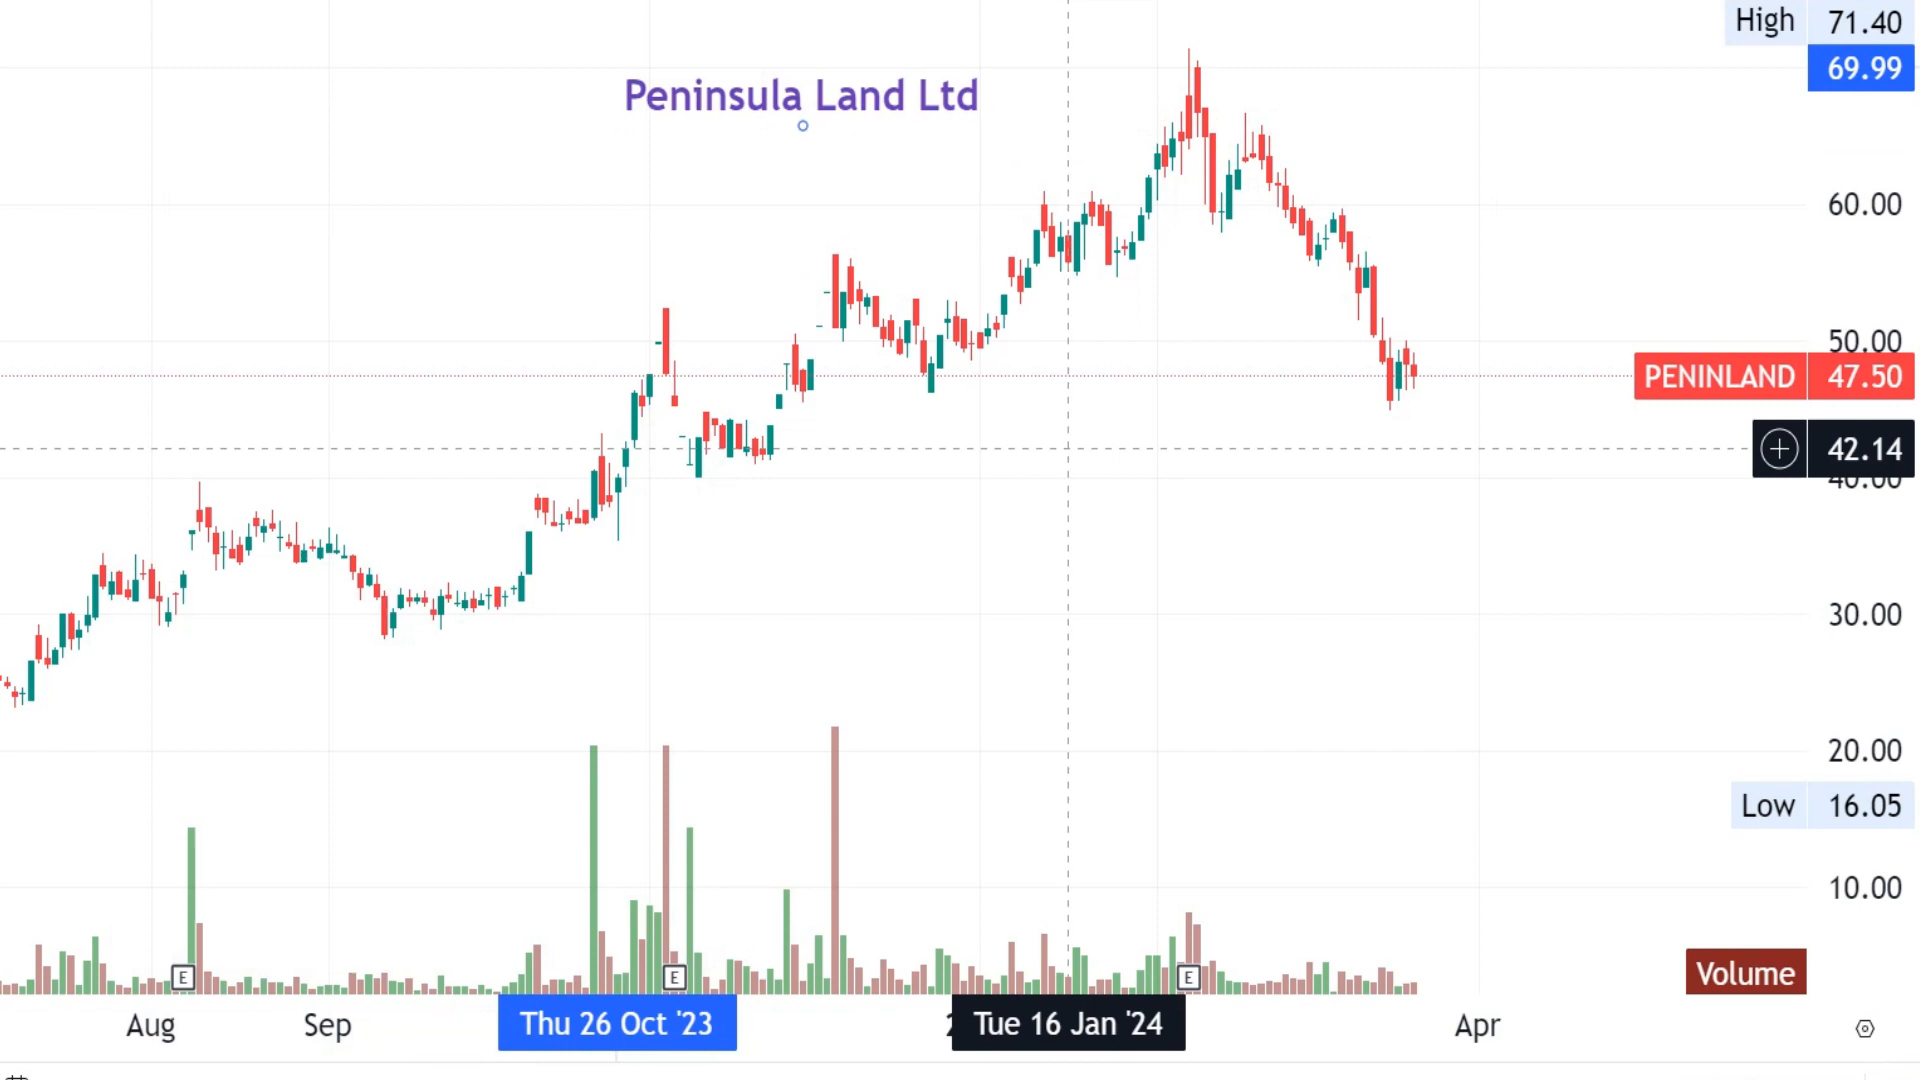 High 71.40
69.99
Peninsula Land Ltd
60.00
50.00
PENINLAND 47.50
42.14
40.00
30.00
20.00
Low 16.05
10.00
Volume
E E E
Aug Sep Thu 26 Oct '23 Tue 16 Jan '24 Apr